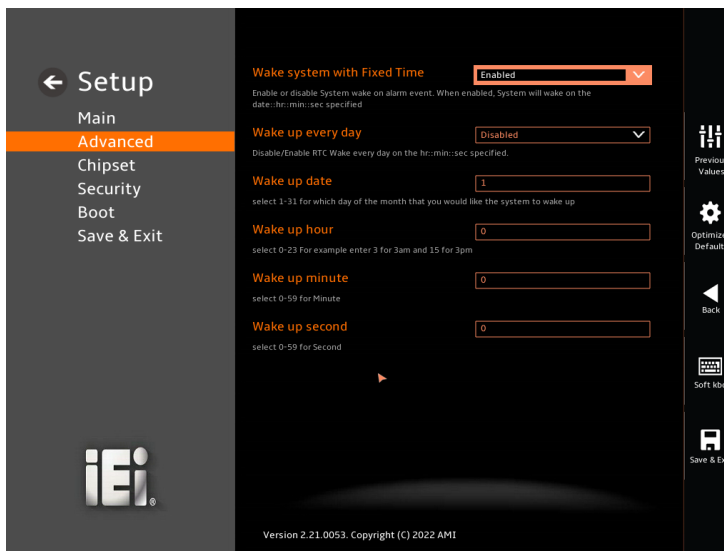 Setup
Main
Advanced
Chipset
Security
Boot
Save & Exit
iEi®
Wake system with Fixed Time
Enabled
Enable or disable System wake on alarm event. When enabled, System will wake on the
date::hr::min::sec specified
Wake up every day
Disabled
Disable/Enable RTC Wake every day on the hr::min::sec specified.
Wake up date
1
select 1-31 for which day of the month that you would like the system to wake up
Wake up hour
0
select 0-23 For example enter 3 for 3am and 15 for 3pm
Wake up minute
0
select 0-59 for Minute
Wake up second
0
select 0-59 for Second
Version 2.21.0053. Copyright (C) 2022 AMI
Previou
Values
Optimize
Default
Back
Soft kb
Save & E